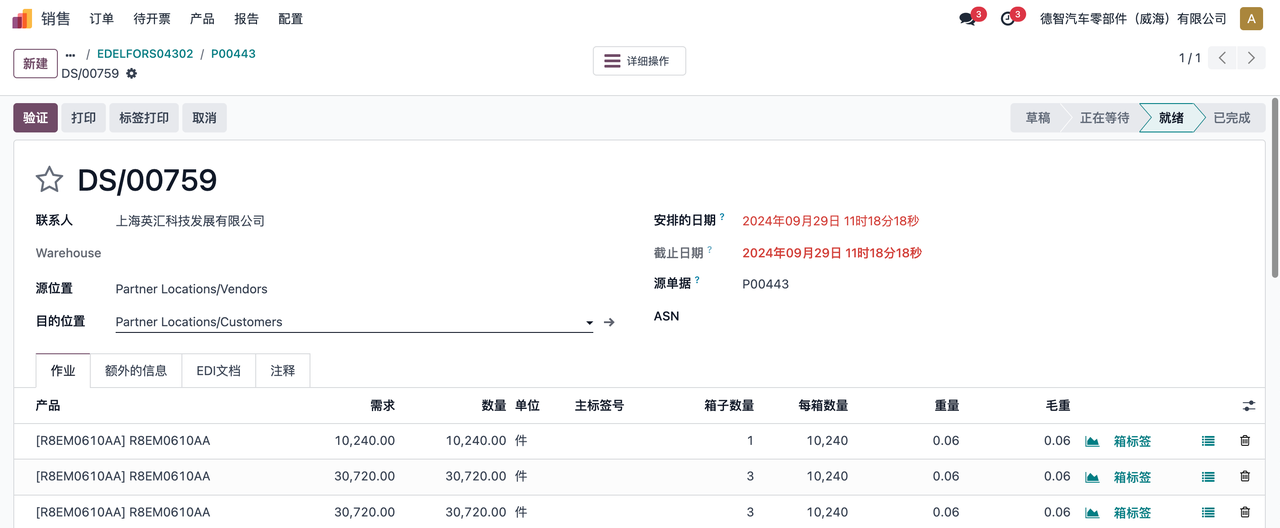 销售 订单 待开票 产品 报告 配置 3 3 德智汽车零部件（威海）有限公司 A
新建 ... / EDELFORS04302 / P00443
DS/00759
详细操作
1 / 1
验证 打印 标签打印 取消 草稿 正在等待 就绪 已完成
DS/00759
联系人 上海英汇科技发展有限公司 安排的日期 ? 2024年09月29日 11时18分18秒
Warehouse 截止日期 ? 2024年09月29日 11时18分18秒
源位置 Partner Locations/Vendors 源单据 ? P00443
目的位置 Partner Locations/Customers ASN
作业 额外的信息 EDI文档 注释
产品 需求 数量 单位 主标签号 箱子数量 每箱数量 重量 毛重
[R8EM0610AA] R8EM0610AA 10,240.00 10,240.00 件 1 10,240 0.06 0.06 箱标签
[R8EM0610AA] R8EM0610AA 30,720.00 30,720.00 件 3 10,240 0.06 0.06 箱标签
[R8EM0610AA] R8EM0610AA 30,720.00 30,720.00 件 3 10,240 0.06 0.06 箱标签